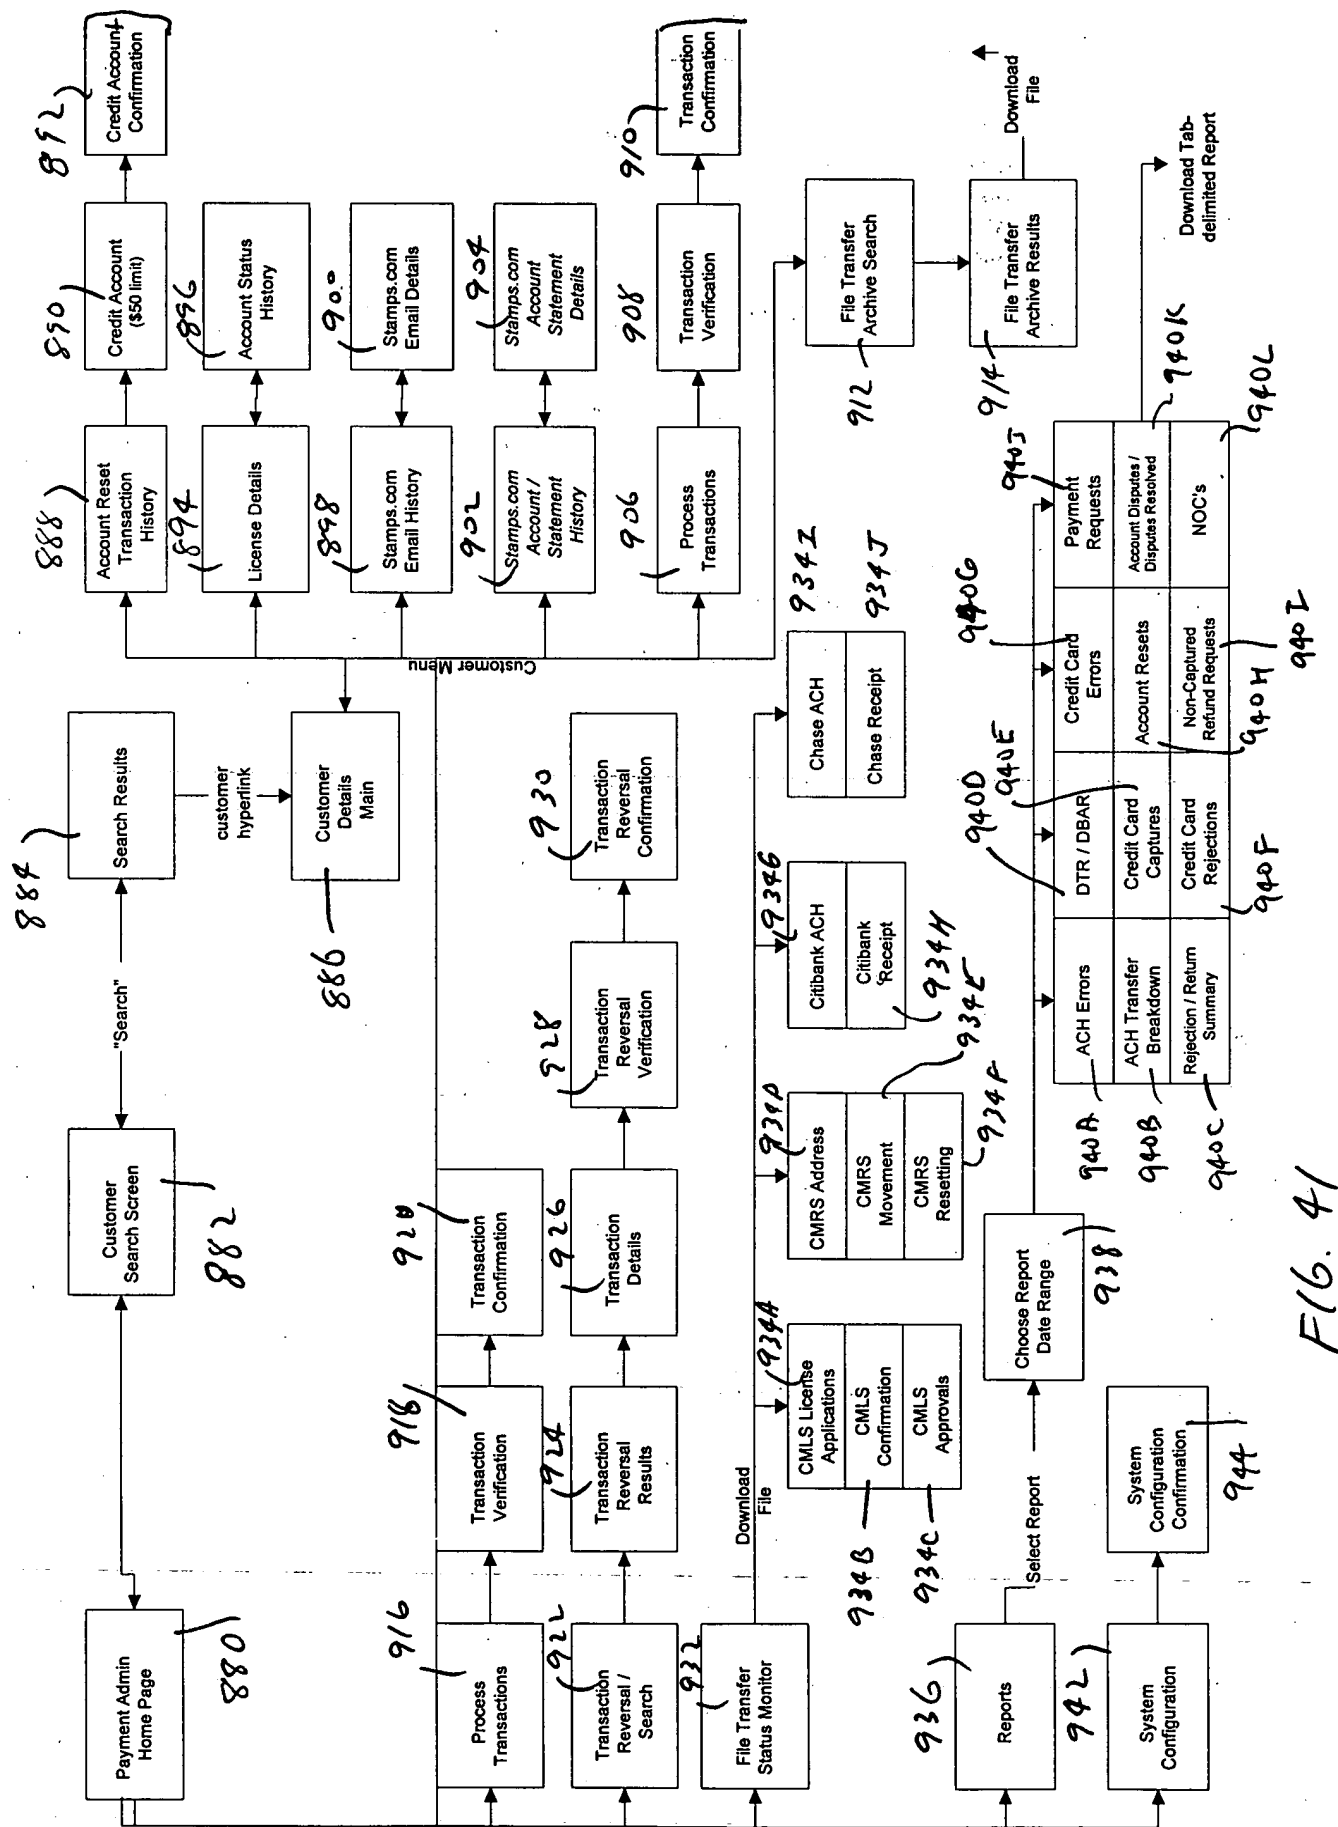 Payment Admin
Home Page
880
Customer
Search Screen
882
"Search"
Search Results
884
customer
hyperlink
Customer
Details
Main
886
Customer Menu
Account Reset
Transaction
History
888
Credit Account
($50 limit)
890
Credit Account
Confirmation
892
License Details
894
Account Status
History
896
Stamps.com
Email History
898
Stamps.com
Email Details
900
Stamps.com
Account /
Statement
History
902
Stamps.com
Account
Statement
Details
904
Process
Transactions
906
Transaction
Verification
908
Transaction
Confirmation
910
File Transfer
Archive Search
912
File Transfer
Archive Results
914
Download
File
Process
Transactions
916
Transaction
Verification
918
Transaction
Confirmation
920
Transaction
Reversal /
Search
922
Transaction
Reversal
Results
924
Transaction
Details
926
Transaction
Reversal
Verification
928
Transaction
Reversal
Confirmation
930
File Transfer
Status Monitor
932
Download
File
CMLS License
Applications
934A
CMLS
Confirmation
934B
CMLS
Approvals
934C
CMRS Address
934D
CMRS
Movement
934E
CMRS
Resetting
934F
Citibank ACH
934G
Citibank
Receipt
934H
Chase ACH
934I
Chase Receipt
934J
Reports
936
Select Report
Choose Report
Date Range
938
ACH Errors
940A
ACH Transfer
Breakdown
940B
Rejection / Return
Summary
940C
DTR / DBAR
940D
Credit Card
Captures
940E
Credit Card
Rejections
940F
Credit Card
Errors
940G
Account Resets
940H
Non-Captured
Refund Requests
940I
Payment
Requests
940J
Account Disputes /
Disputes Resolved
940K
NOC's
940L
Download Tab-
delimited Report
System
Configuration
942
System
Configuration
Confirmation
944
FIG. 41